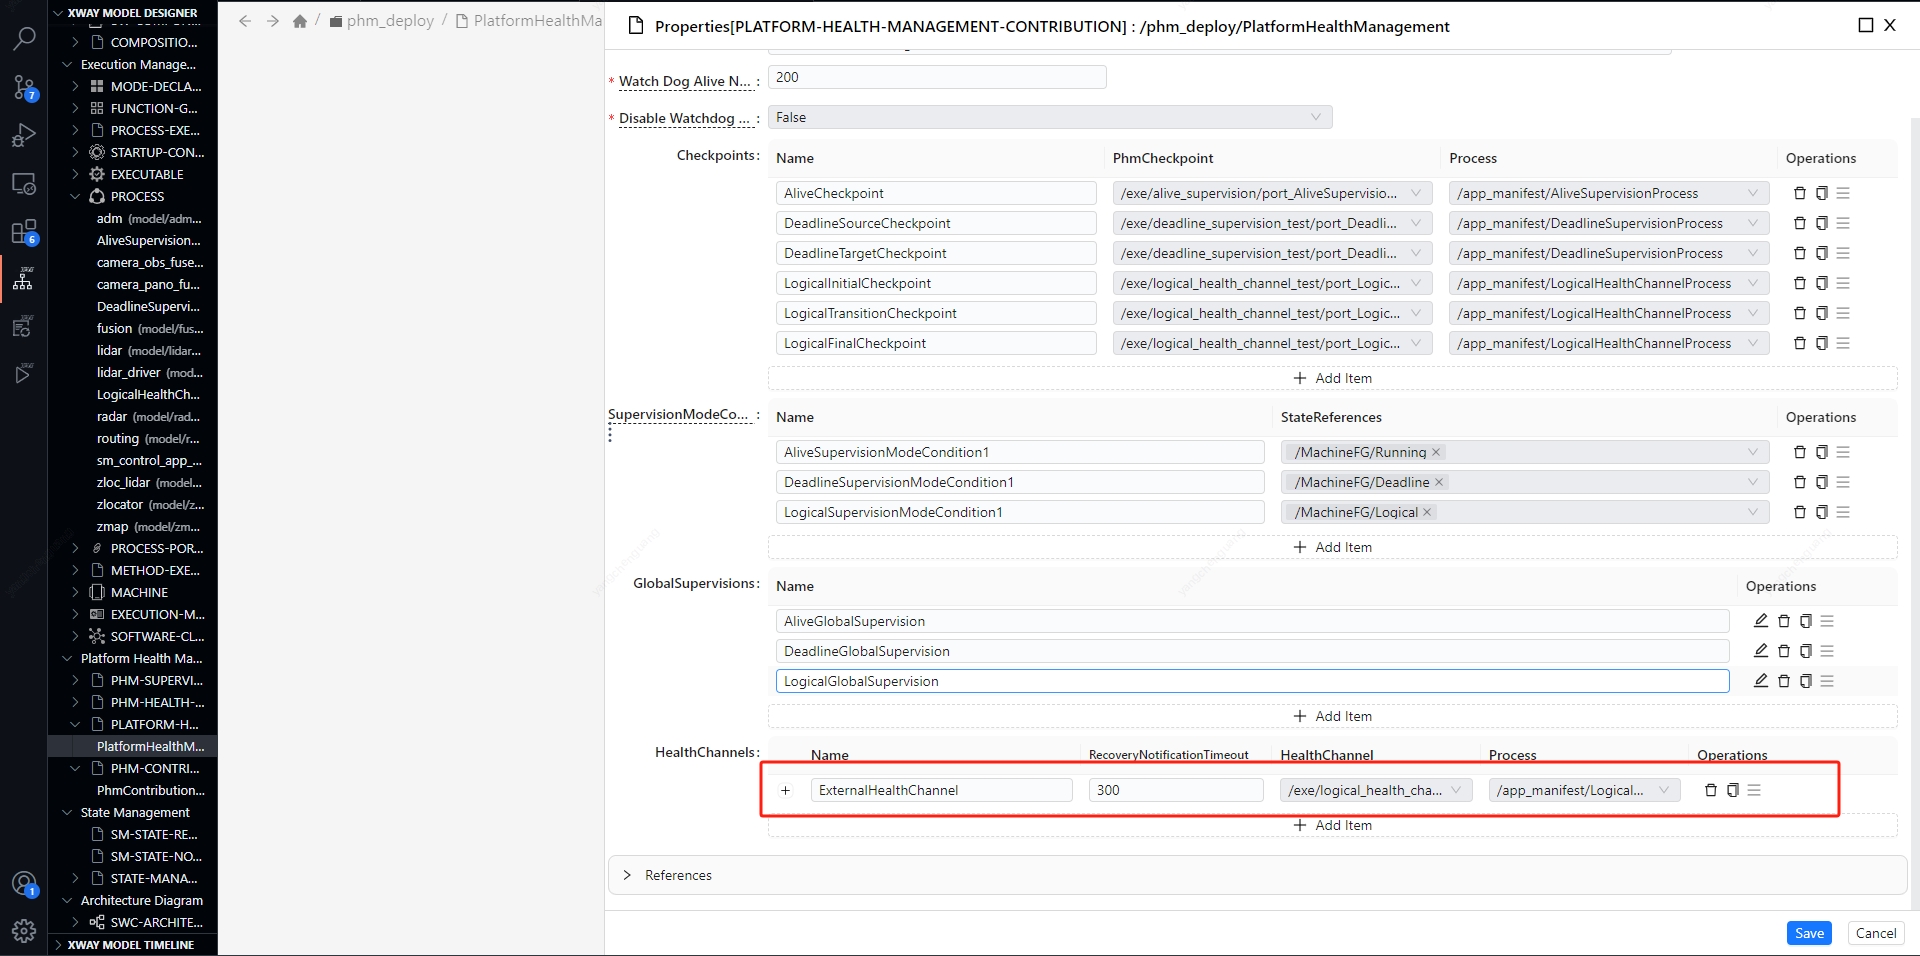 XWAY MODEL DESIGNER
COMPOSITIO...
Execution Manage...
MODE-DECLA...
FUNCTION-G...
PROCESS-EXE...
STARTUP-CON...
EXECUTABLE
PROCESS
adm (model/adm...
AliveSupervision...
camera_obs_fuse...
camera_pano_fu...
DeadlineSupervi...
fusion (model/fus...
lidar (model/lidar...
lidar_driver (mod...
LogicalHealthCh...
radar (model/rad...
routing (model/r...
sm_control_app_...
zloc_lidar (model...
zlocator (model/z...
zmap (model/zm...
PROCESS-POR...
METHOD-EXE...
MACHINE
EXECUTION-M...
SOFTWARE-CL...
Platform Health Ma...
PHM-SUPERVI...
PHM-HEALTH-...
PLATFORM-H...
PlatformHealthM...
PHM-CONTRI...
PhmContribution...
State Management
SM-STATE-RE...
SM-STATE-NO...
STATE-MANA...
Architecture Diagram
SWC-ARCHITE...
XWAY MODEL TIMELINE
7
6
1
XWAY
XWAY
XWAY
/ phm_deploy / PlatformHealthMa
Properties[PLATFORM-HEALTH-MANAGEMENT-CONTRIBUTION] : /phm_deploy/PlatformHealthManagement
* Watch Dog Alive N... : 200
* Disable Watchdog ... : False
Checkpoints: Name PhmCheckpoint Process Operations
AliveCheckpoint /exe/alive_supervision/port_AliveSupervisio... /app_manifest/AliveSupervisionProcess
DeadlineSourceCheckpoint /exe/deadline_supervision_test/port_Deadli... /app_manifest/DeadlineSupervisionProcess
DeadlineTargetCheckpoint /exe/deadline_supervision_test/port_Deadli... /app_manifest/DeadlineSupervisionProcess
LogicalInitialCheckpoint /exe/logical_health_channel_test/port_Logic... /app_manifest/LogicalHealthChannelProcess
LogicalTransitionCheckpoint /exe/logical_health_channel_test/port_Logic... /app_manifest/LogicalHealthChannelProcess
LogicalFinalCheckpoint /exe/logical_health_channel_test/port_Logic... /app_manifest/LogicalHealthChannelProcess
+ Add Item
SupervisionModeCo... : Name StateReferences Operations
AliveSupervisionModeCondition1 /MachineFG/Running ×
DeadlineSupervisionModeCondition1 /MachineFG/Deadline ×
LogicalSupervisionModeCondition1 /MachineFG/Logical ×
+ Add Item
GlobalSupervisions: Name Operations
AliveGlobalSupervision
DeadlineGlobalSupervision
LogicalGlobalSupervision
+ Add Item
HealthChannels: Name RecoveryNotificationTimeout HealthChannel Process Operations
+ ExternalHealthChannel 300 /exe/logical_health_cha... /app_manifest/Logical...
+ Add Item
References
Save Cancel